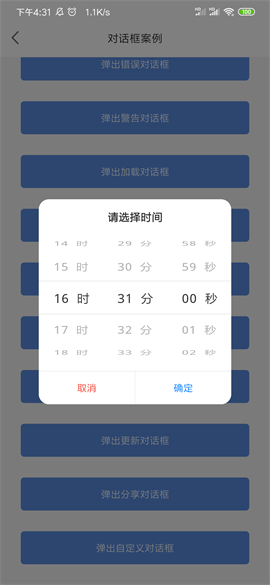 下午4:31 1.1K/s 100
对话框案例
弹出错误对话框
弹出警告对话框
弹出加载对话框
请选择时间
14 时 29 分 58 秒
15 时 30 分 59 秒
16 时 31 分 00 秒
17 时 32 分 01 秒
18 时 33 分 02 秒
取消 确定
弹出更新对话框
弹出分享对话框
弹出自定义对话框